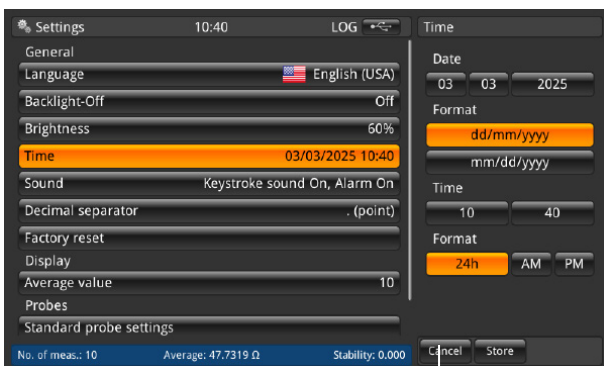 Settings 10:40 LOG
General
Language English (USA)
Backlight-Off Off
Brightness 60%
Time 03/03/2025 10:40
Sound Keystroke sound On, Alarm On
Decimal separator . (point)
Factory reset
Display
Average value 10
Probes
Standard probe settings
No. of meas.: 10 Average: 47.7319 Ω Stability: 0.000
Time
Date
03 03 2025
Format
dd/mm/yyyy
mm/dd/yyyy
Time
10 40
Format
24h AM PM
Cancel Store